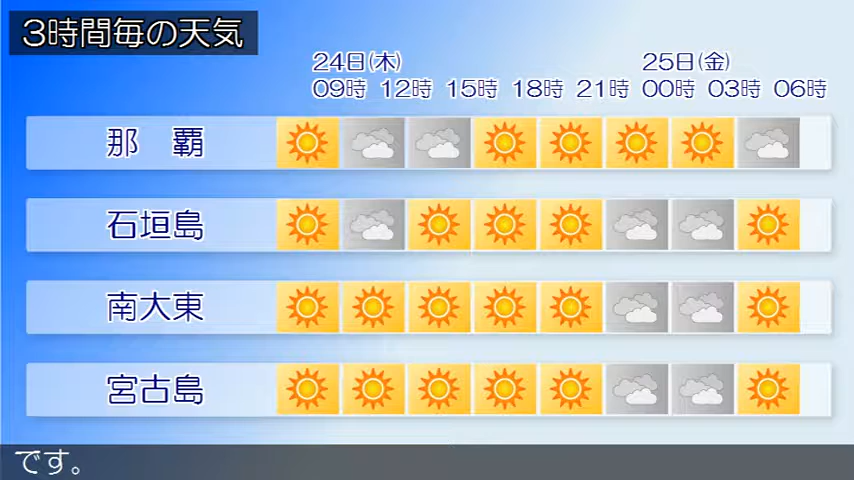 3時間毎の天気
24日(木) 25日(金)
09時 12時 15時 18時 21時 00時 03時 06時
那 覇
石垣島
南大東
宮古島
です。